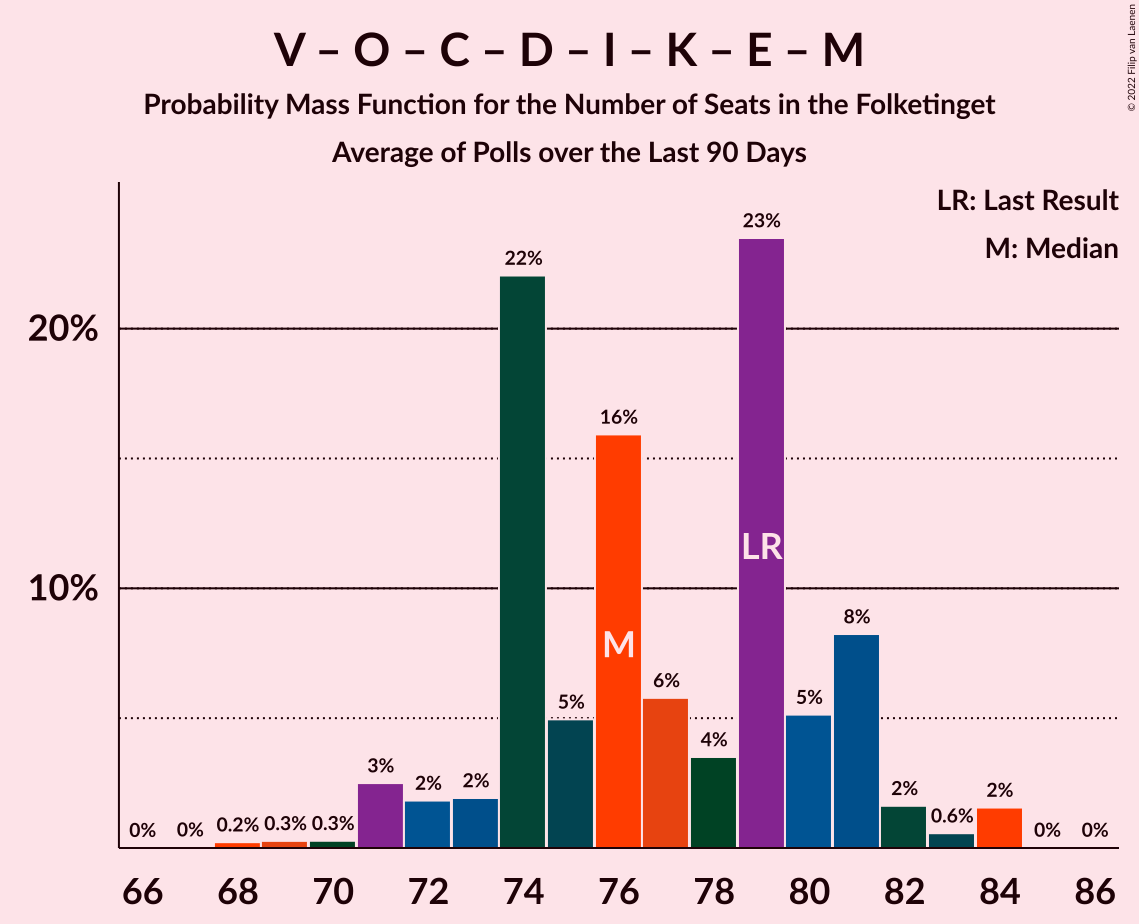 V – O – C – D – I – K – E – M
Probability Mass Function for the Number of Seats in the Folketinget
Average of Polls over the Last 90 Days
© 2022 Filip van Laenen
LR: Last Result
M: Median
20%
10%
0%
0%
0.2%
0.3%
0.3%
3%
2%
2%
22%
5%
16%
6%
4%
23%
5%
8%
2%
0.6%
2%
0%
0%
M
LR
66 68 70 72 74 76 78 80 82 84 86